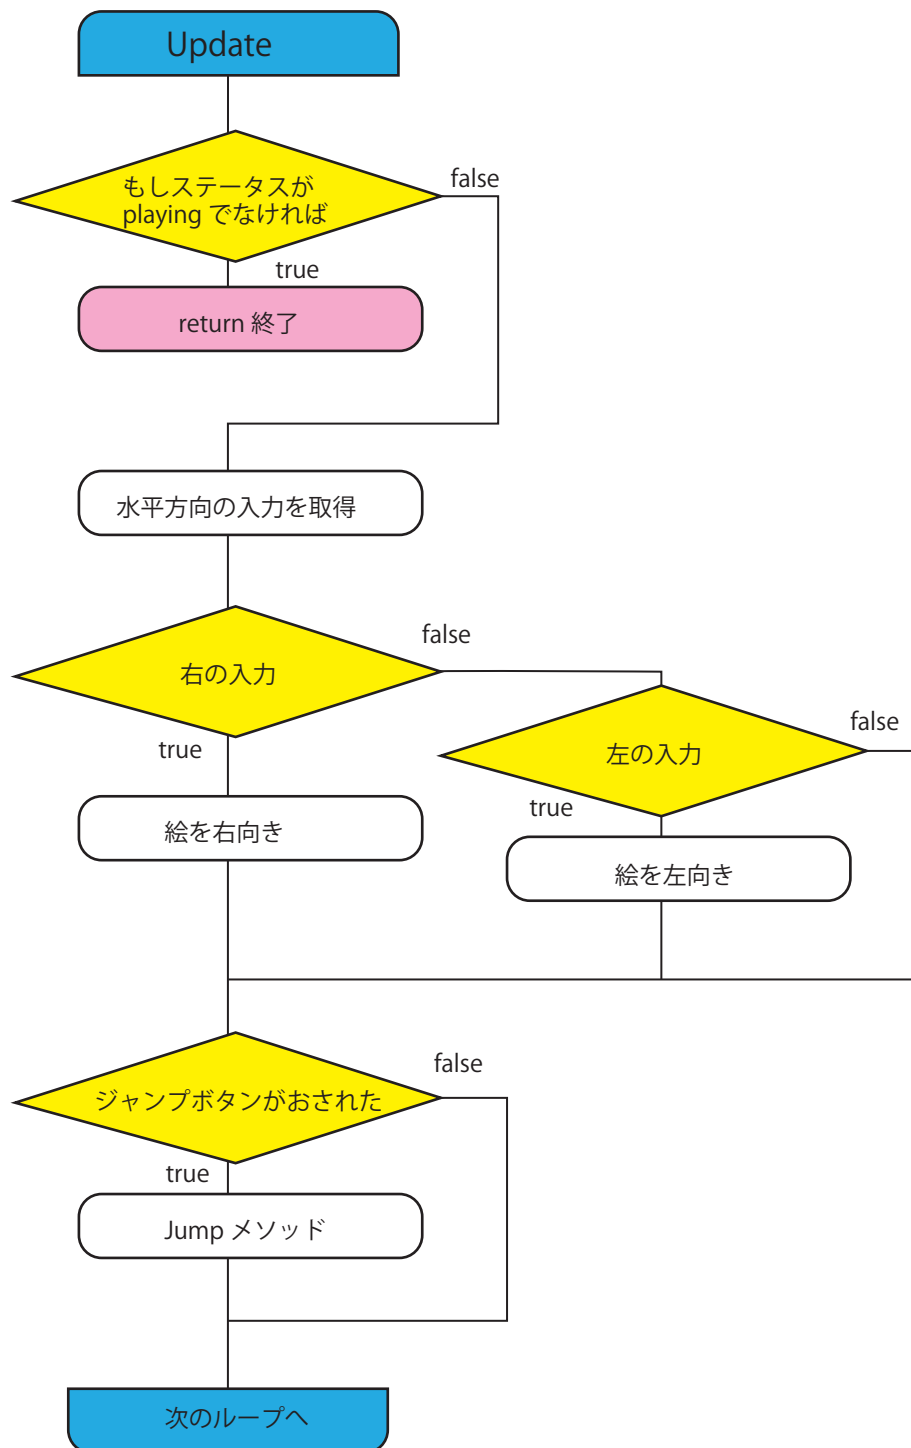 Update
もしステータスが
playing でなければ
false
true
return 終了
水平方向の入力を取得
右の入力
false
true
左の入力
false
true
絵を右向き
絵を左向き
ジャンプボタンがおされた
false
true
Jump メソッド
次のループへ